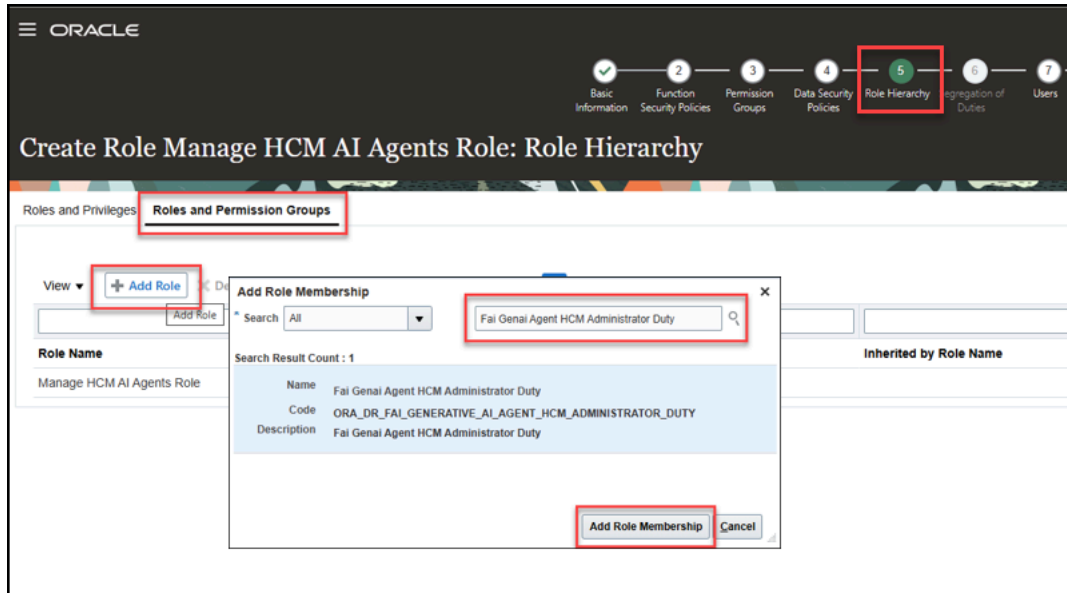 ORACLE
2 3 4 5 6 7
Basic Information
Function Security Policies
Permission Groups
Data Security Policies
Role Hierarchy
egregation of Duties
Users
Create Role Manage HCM AI Agents Role: Role Hierarchy
Roles and Privileges Roles and Permission Groups
View Add Role De
Add Role
Add Role Membership
* Search All Fai Genai Agent HCM Administrator Duty
Search Result Count : 1
Name Fai Genai Agent HCM Administrator Duty
Code ORA_DR_FAI_GENERATIVE_AI_AGENT_HCM_ADMINISTRATOR_DUTY
Description Fai Genai Agent HCM Administrator Duty
Add Role Membership Cancel
Role Name Inherited by Role Name
Manage HCM AI Agents Role